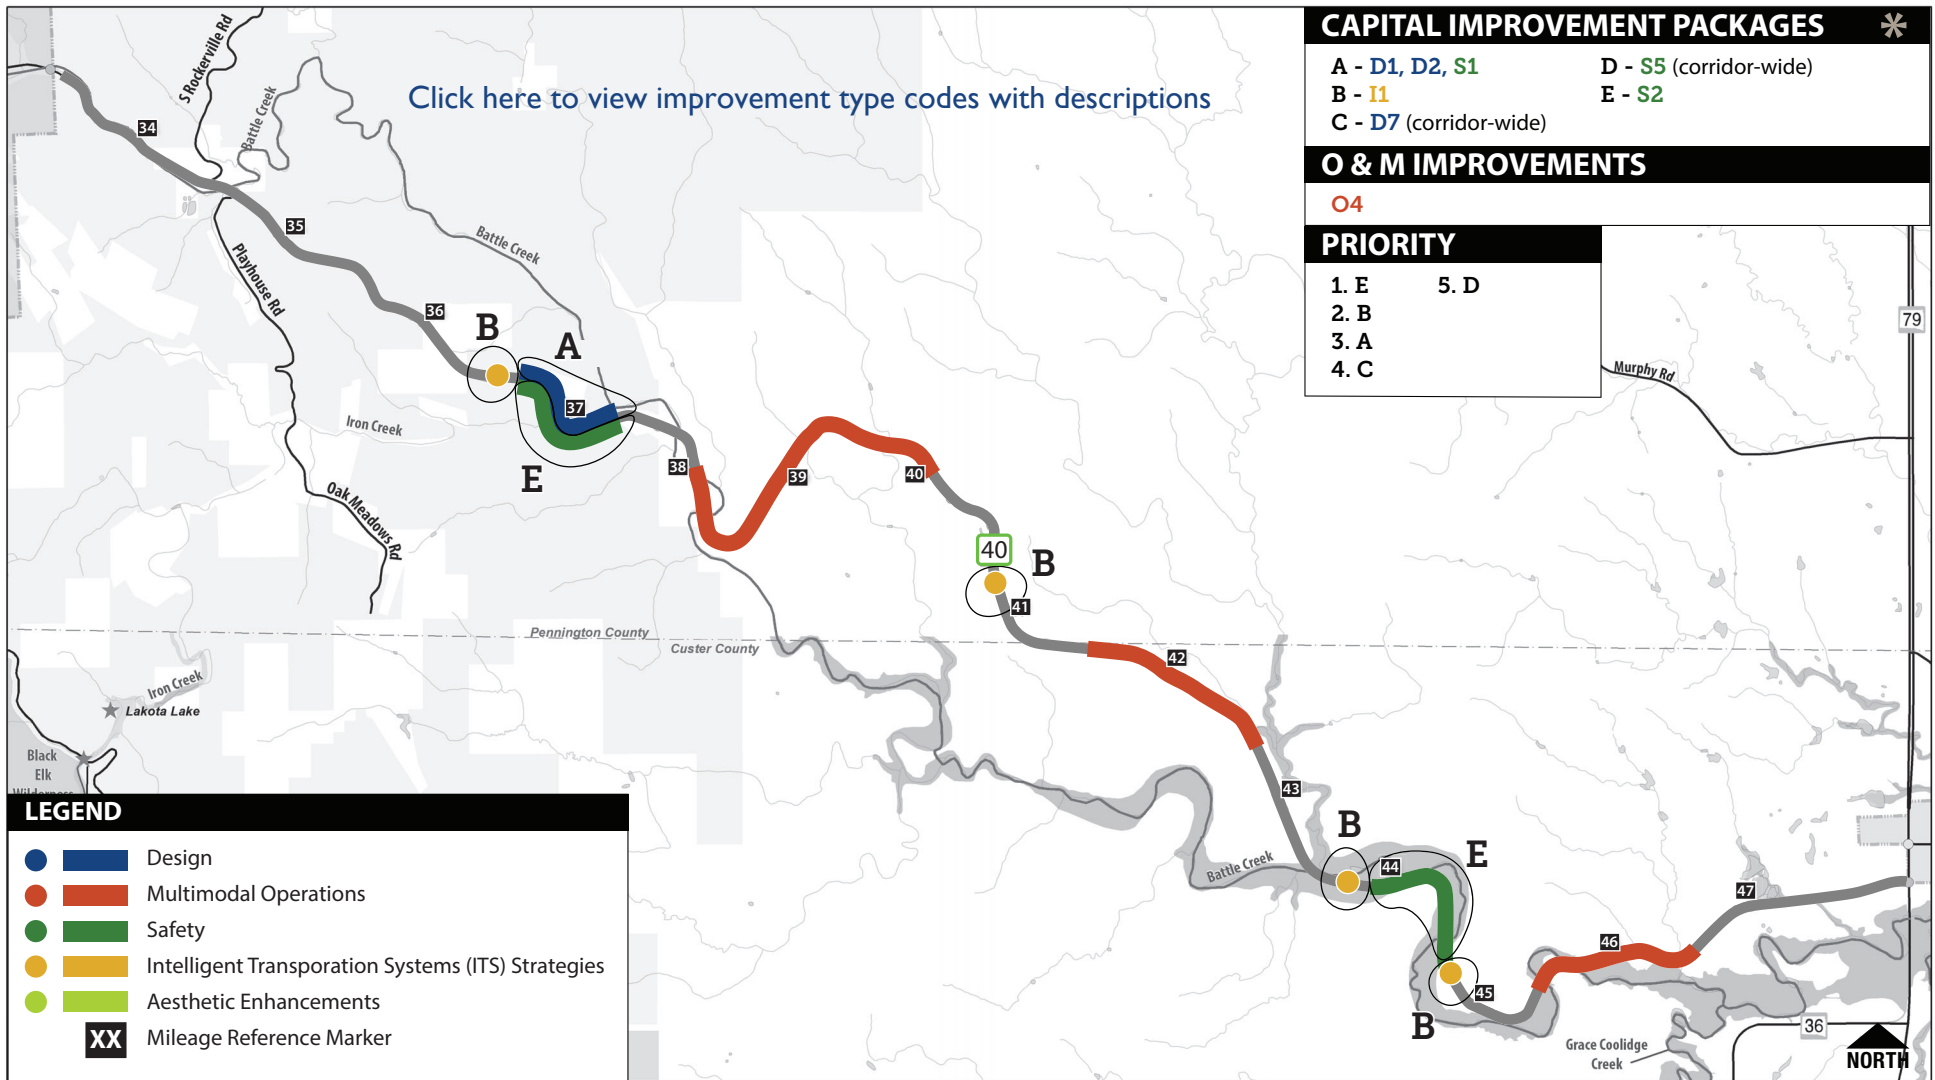 CAPITAL IMPROVEMENT PACKAGES *
A - D1, D2, S1
B - I1
C - D7 (corridor-wide)
D - S5 (corridor-wide)
E - S2
O & M IMPROVEMENTS
O4
PRIORITY
1. E
2. B
3. A
4. C
5. D
Click here to view improvement type codes with descriptions
S Rockerville Rd
Battle Creek
34
35
Playhouse Rd
Battle Creek
36
B
A
37
E
Iron Creek
Oak Meadows Rd
38
39
40
40
B
41
79
Murphy Rd
Pennington County
Custer County
42
Iron Creek
Lakota Lake
Black
Elk
Wilderness
43
B
44
E
Battle Creek
45
B
46
47
36
Grace Coolidge
Creek
NORTH
LEGEND
Design
Multimodal Operations
Safety
Intelligent Transporation Systems (ITS) Strategies
Aesthetic Enhancements
XX Mileage Reference Marker